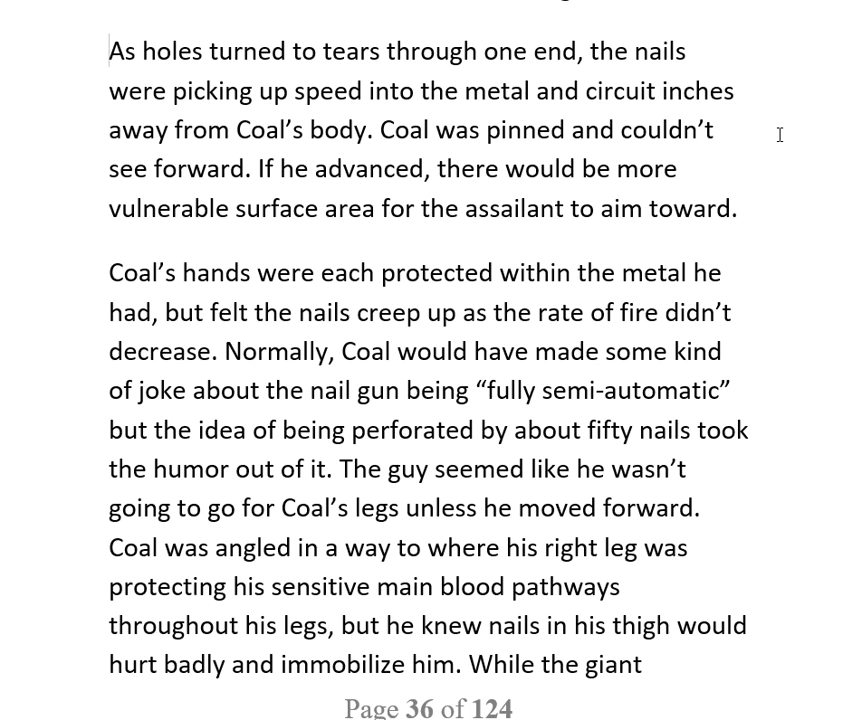 As holes turned to tears through one end, the nails
were picking up speed into the metal and circuit inches
away from Coal’s body. Coal was pinned and couldn’t
see forward. If he advanced, there would be more
vulnerable surface area for the assailant to aim toward.
Coal’s hands were each protected within the metal he
had, but felt the nails creep up as the rate of fire didn’t
decrease. Normally, Coal would have made some kind
of joke about the nail gun being “fully semi-automatic”
but the idea of being perforated by about fifty nails took
the humor out of it. The guy seemed like he wasn’t
going to go for Coal’s legs unless he moved forward.
Coal was angled in a way to where his right leg was
protecting his sensitive main blood pathways
throughout his legs, but he knew nails in his thigh would
hurt badly and immobilize him. While the giant
Page 36 of 124